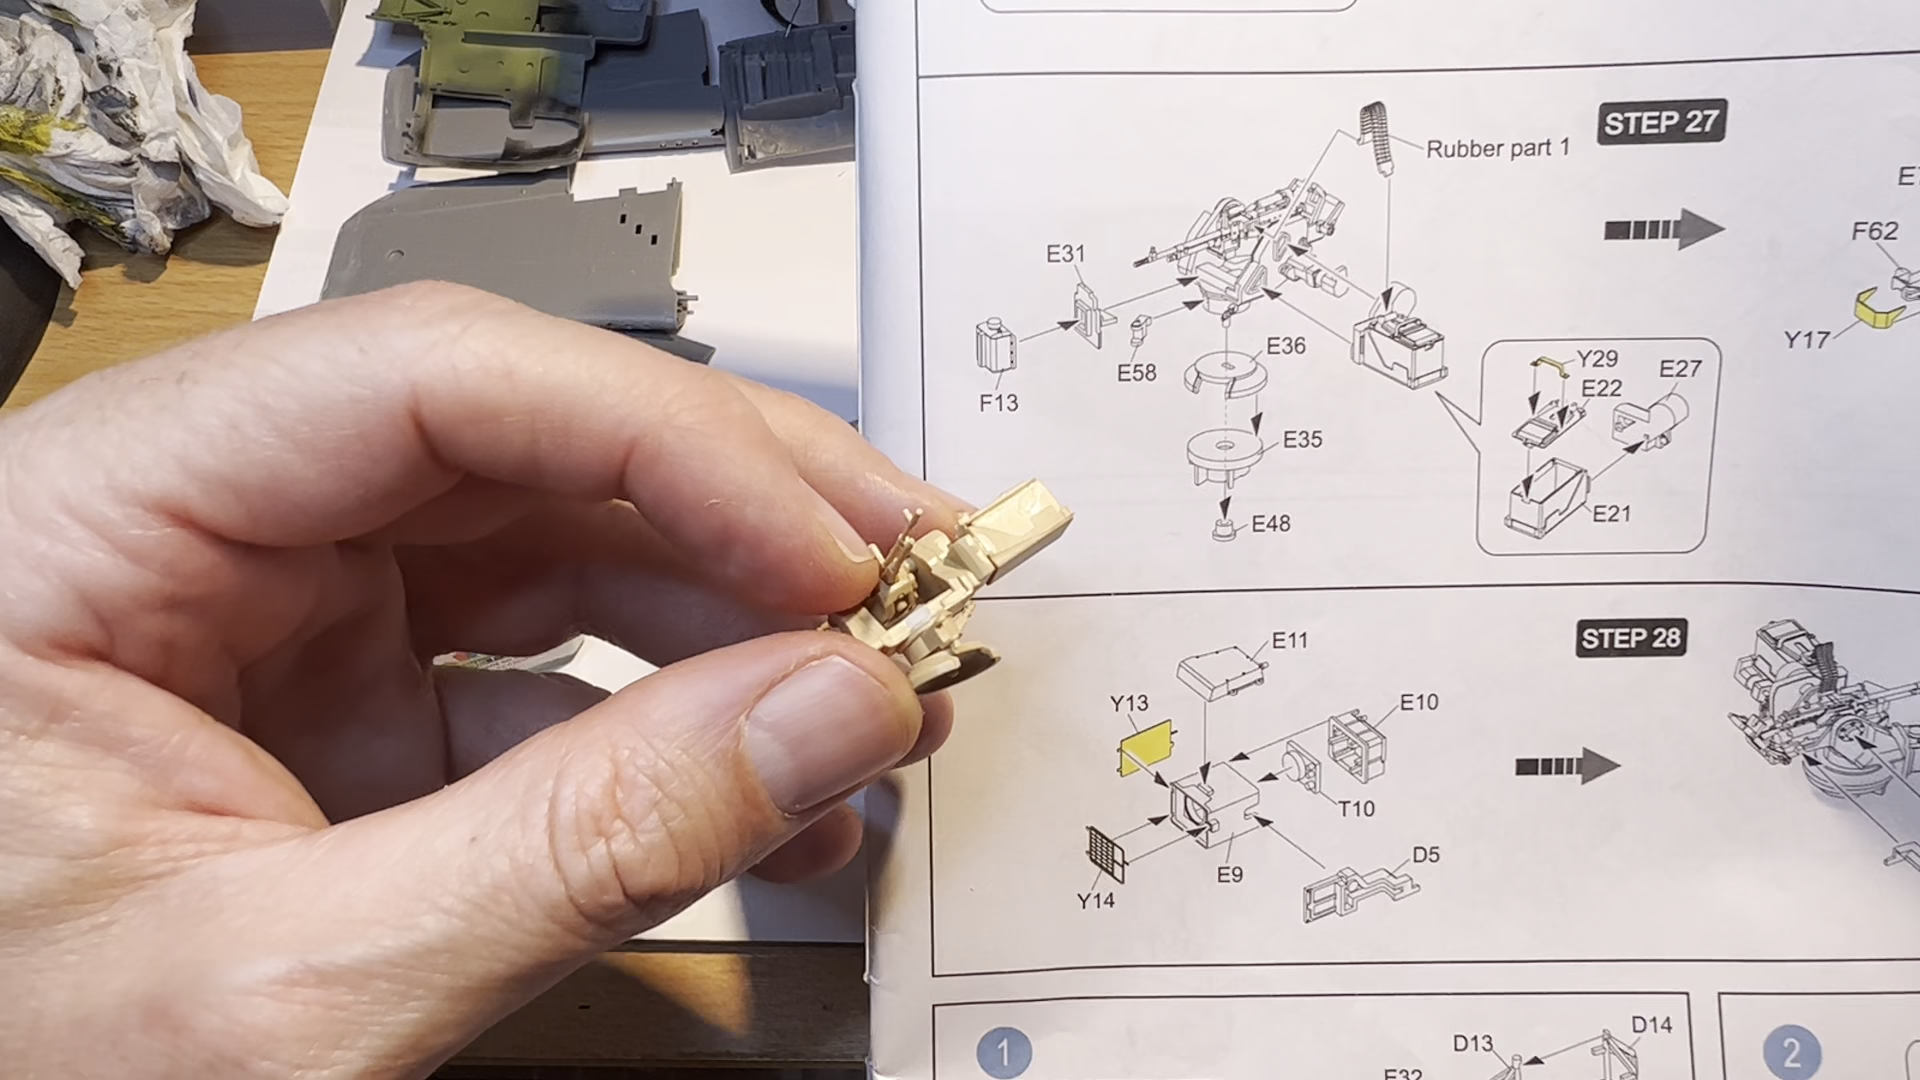 STEP 27
Rubber part 1
E31
F62
E36
Y29
E27
E22
Y17
E58
F13
E35
E21
E48
STEP 28
E11
Y13
E10
T10
D5
E9
Y14
1
D14
D13
2
E32